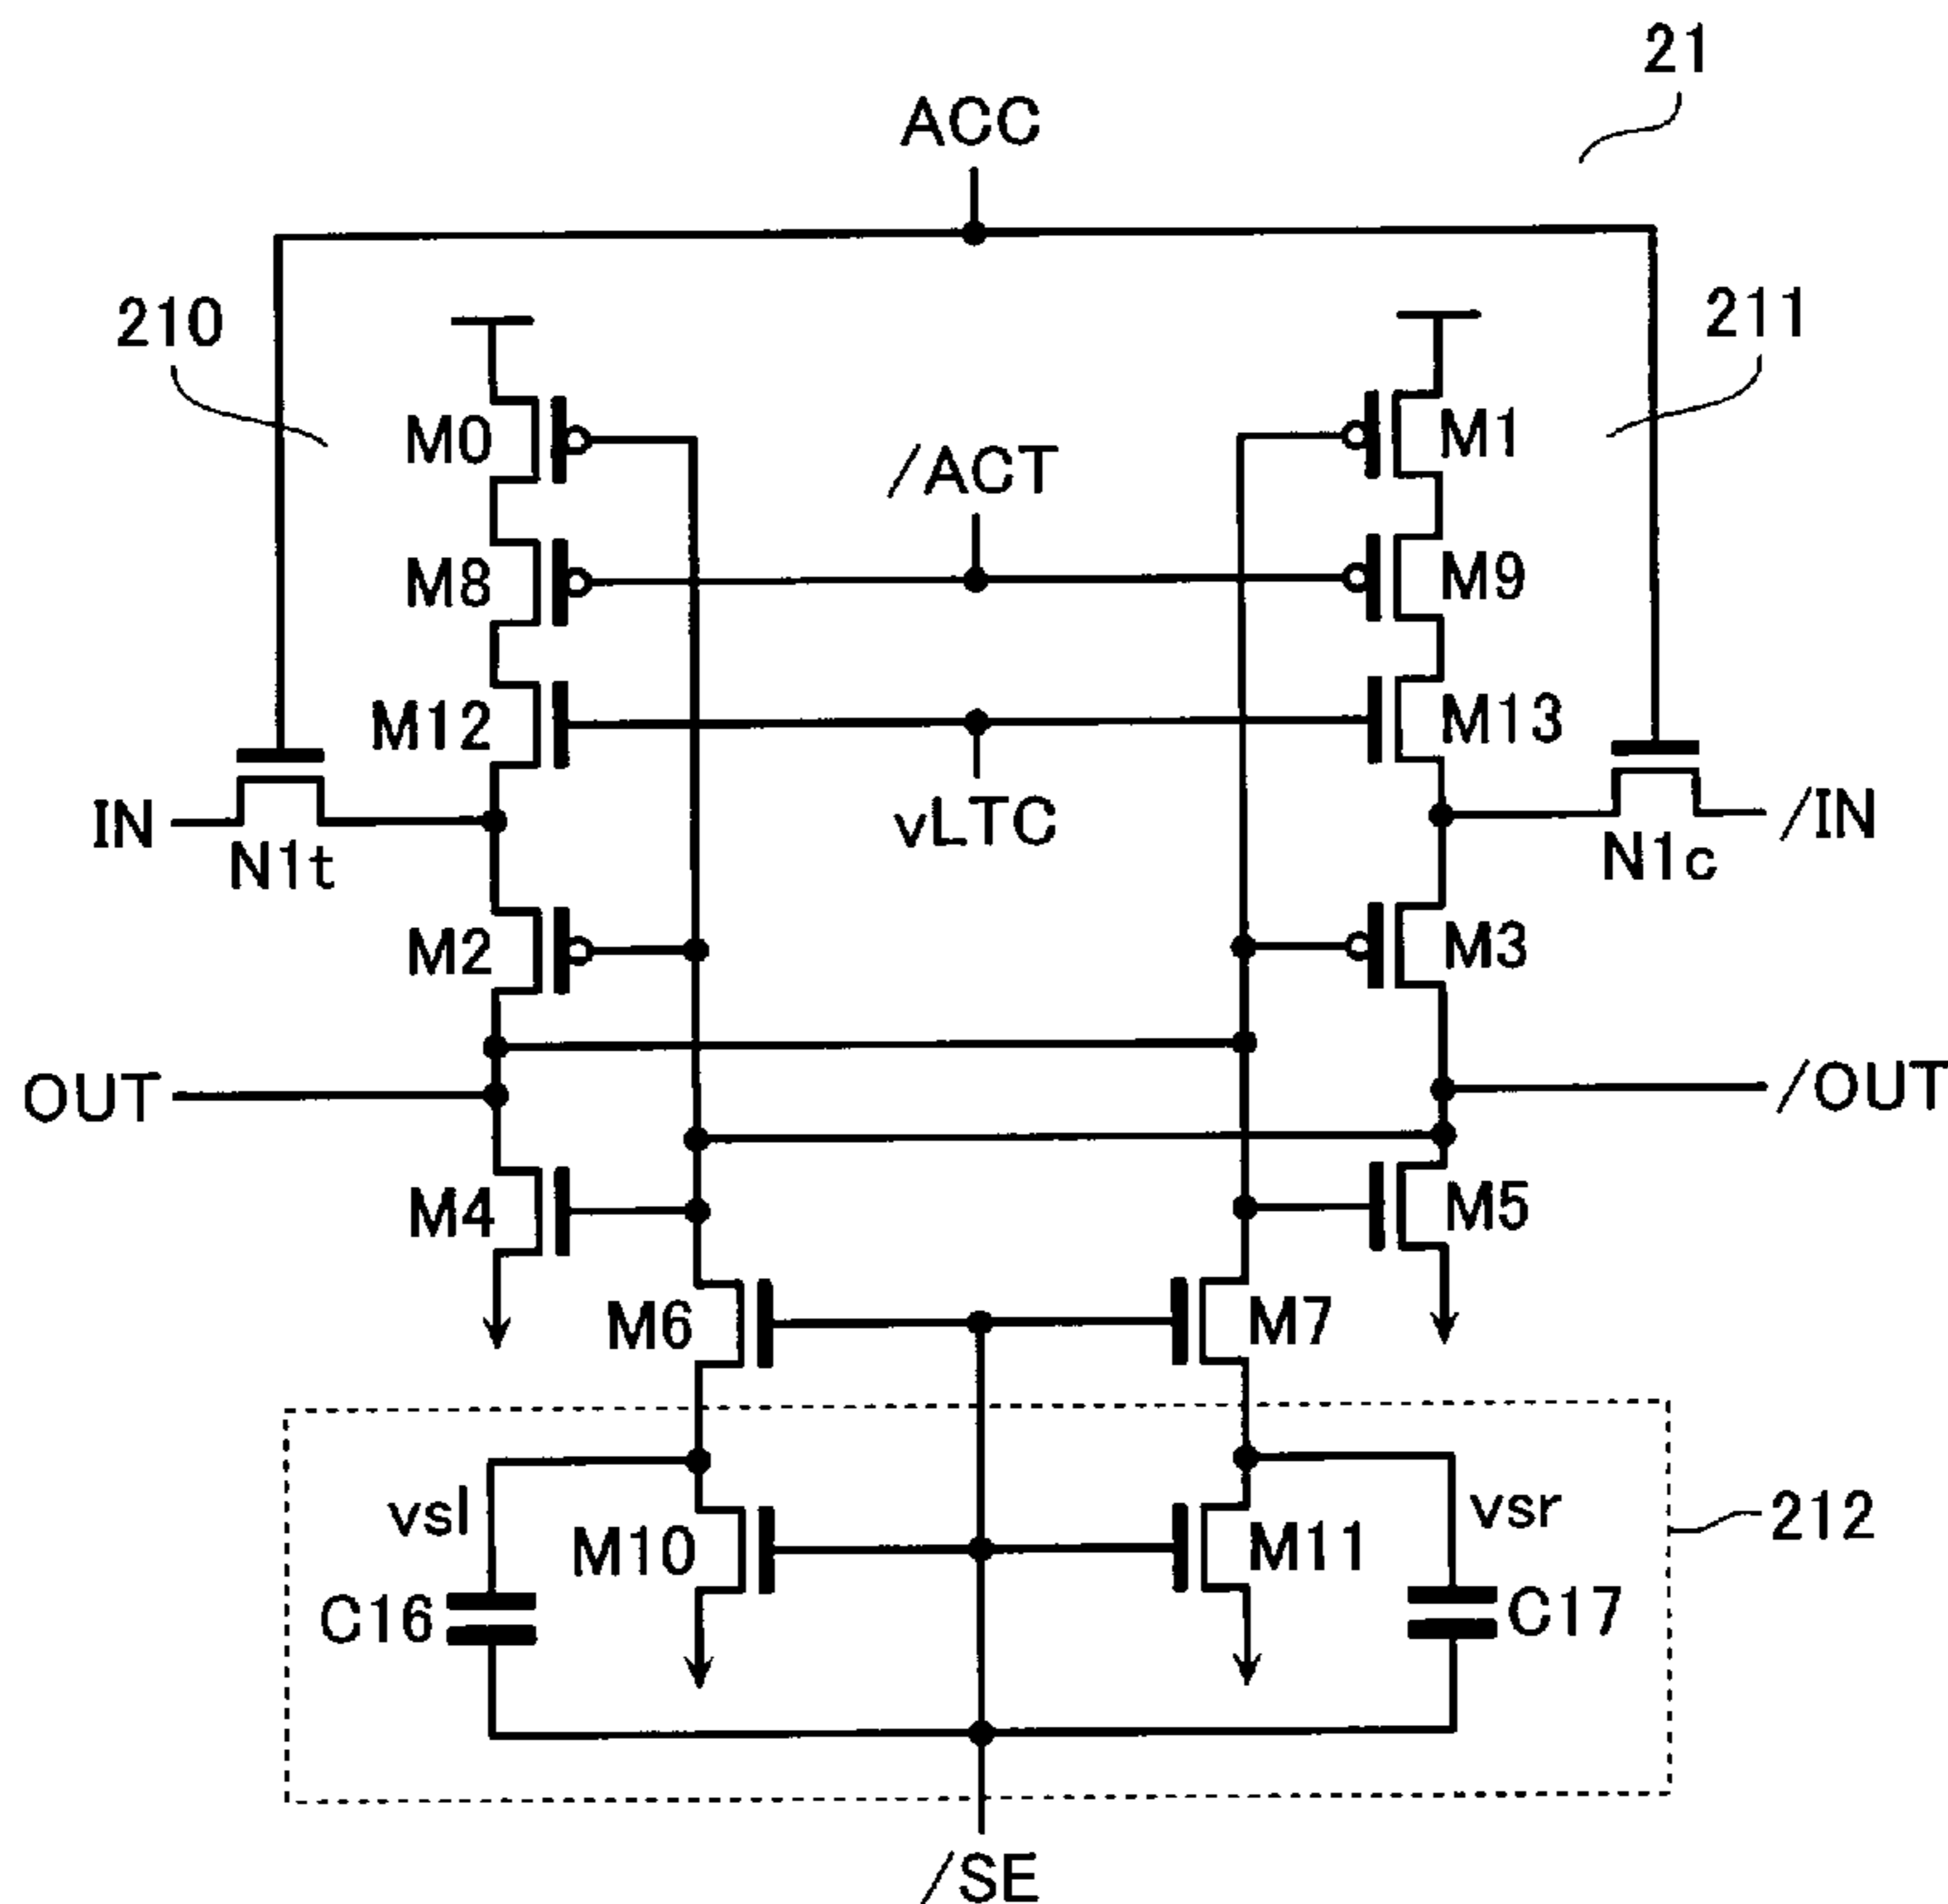 21
ACC
210
211
M0
M1
/ACT
M8
M9
M12
M13
IN
vLTC
/IN
N1t
N1c
M2
M3
OUT
/OUT
M4
M5
M6
M7
vsl
vsr
212
M10
M11
C16
C17
/SE